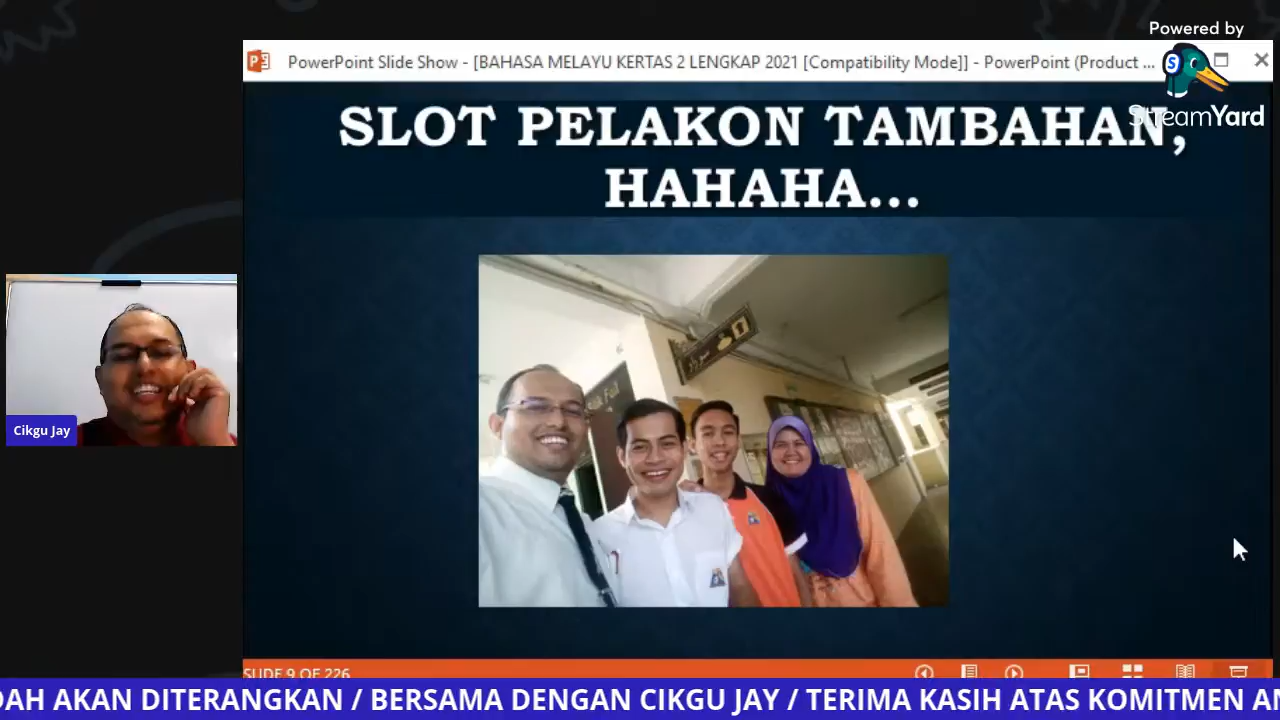 Powered by
StreamYard
PowerPoint Slide Show - [BAHASA MELAYU KERTAS 2 LENGKAP 2021 [Compatibility Mode]] - PowerPoint (Product ...
SLOT PELAKON TAMBAHAN,
HAHAHA...
Cikgu Jay
SLIDE 9 OF 226
DAH AKAN DITERANGKAN / BERSAMA DENGAN CIKGU JAY / TERIMA KASIH ATAS KOMITMEN AN